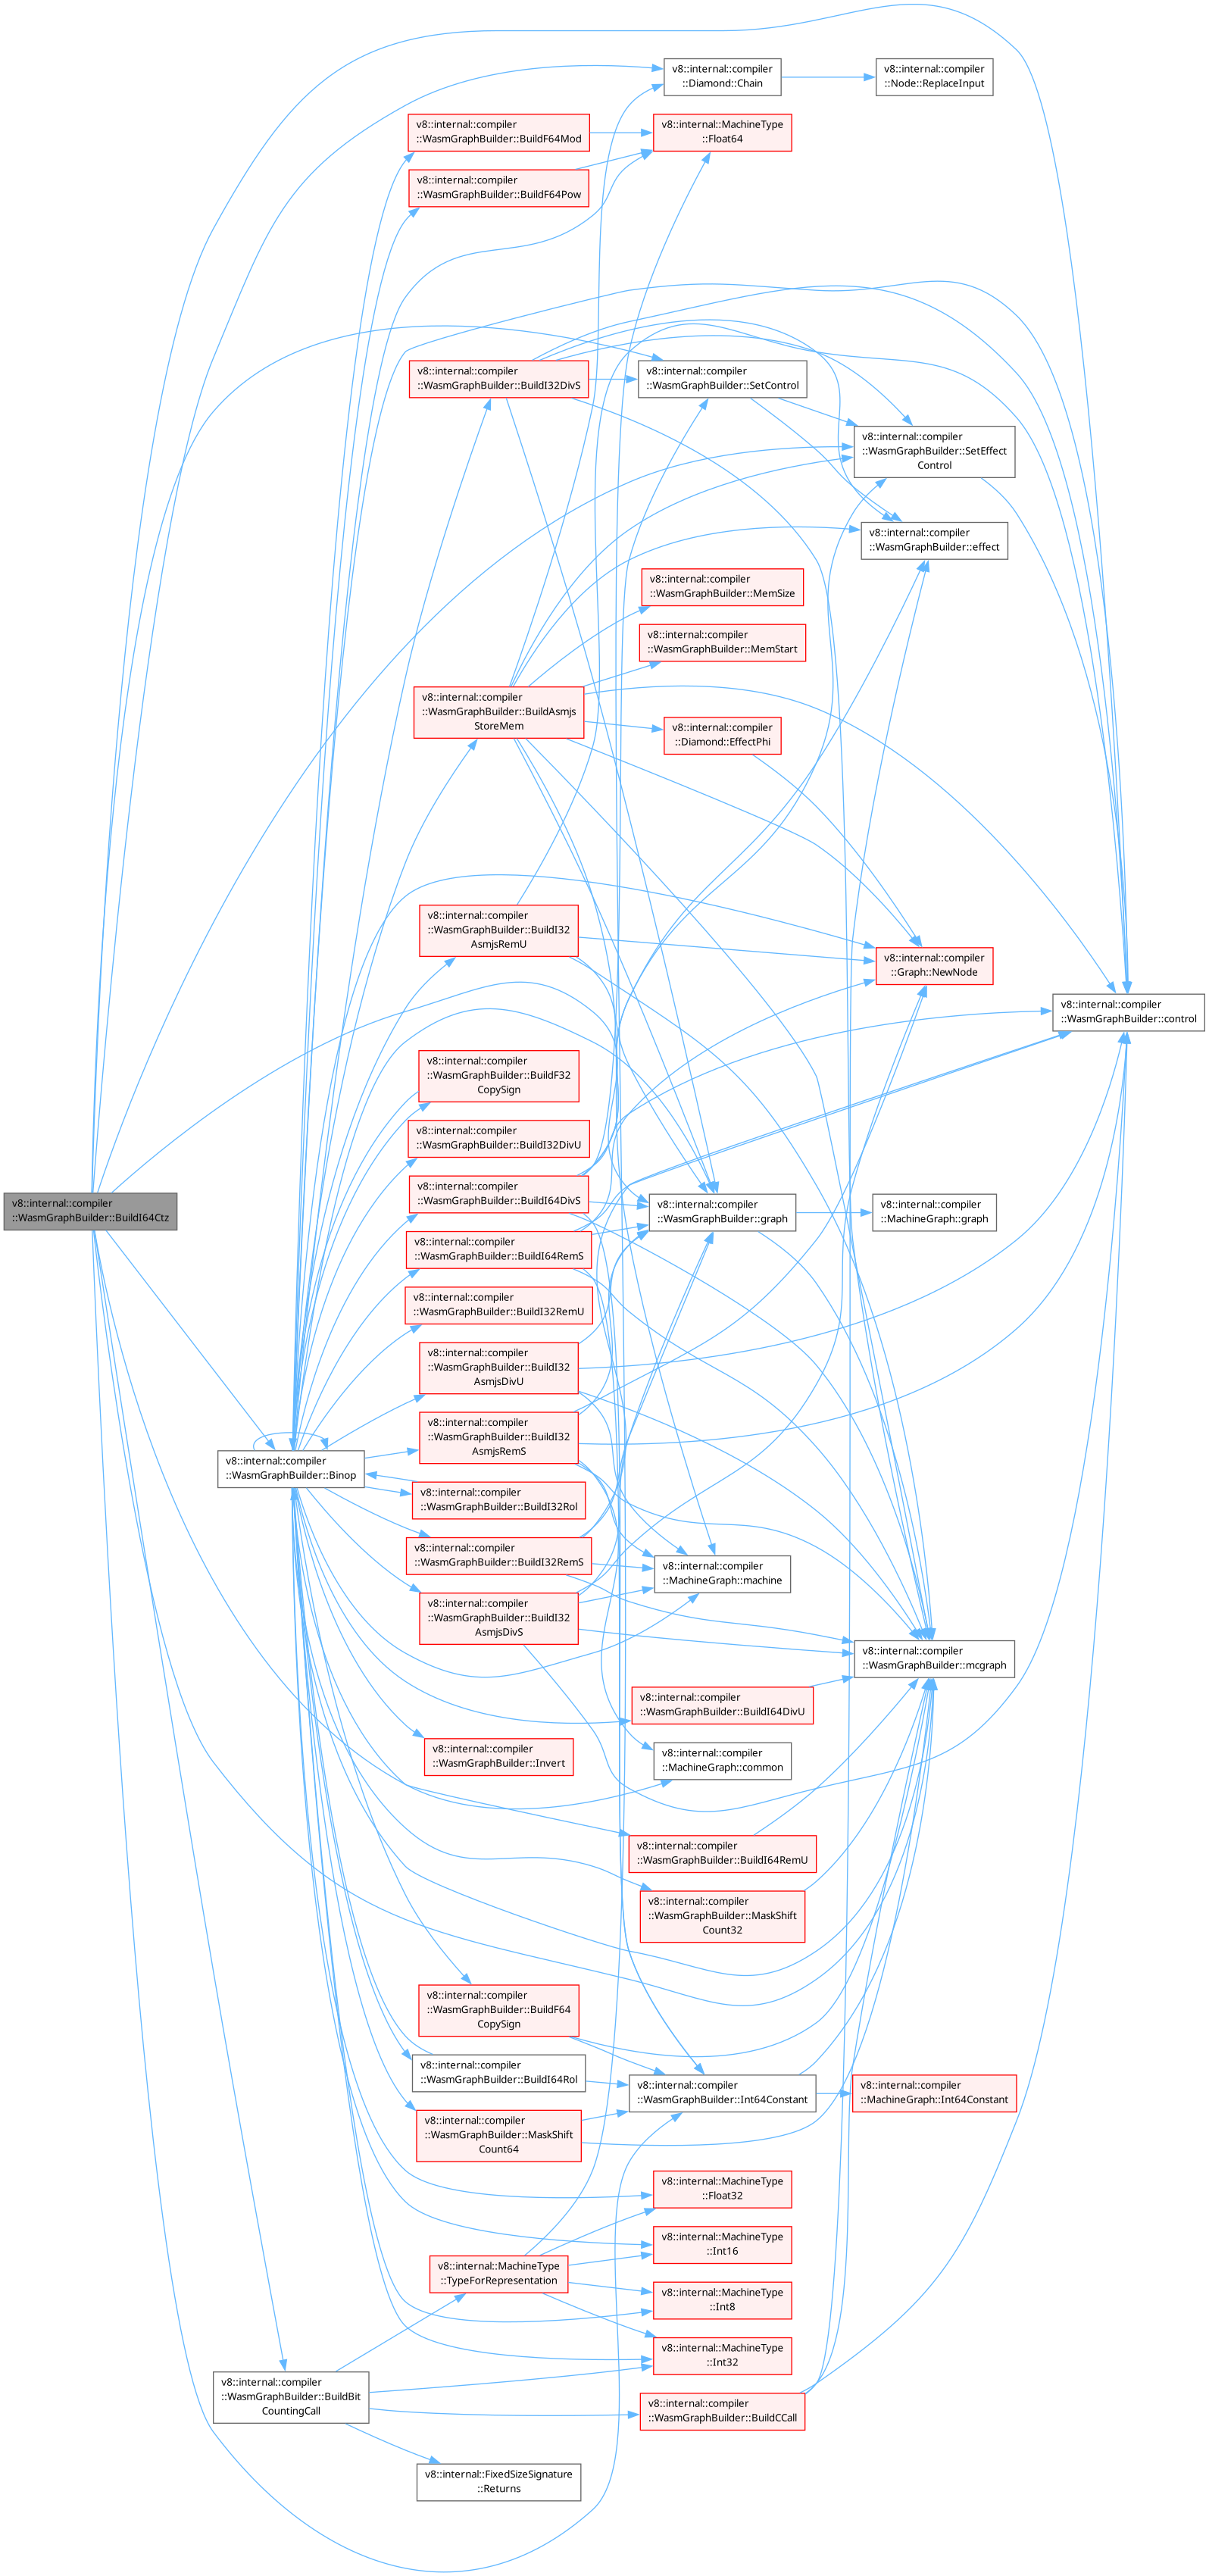 v8::internal::compiler
::Diamond::Chain
v8::internal::compiler
::Node::ReplaceInput
v8::internal::compiler
::WasmGraphBuilder::BuildF64Mod
v8::internal::MachineType
::Float64
v8::internal::compiler
::WasmGraphBuilder::BuildF64Pow
v8::internal::compiler
::WasmGraphBuilder::BuildI32DivS
v8::internal::compiler
::WasmGraphBuilder::SetControl
v8::internal::compiler
::WasmGraphBuilder::SetEffect
Control
v8::internal::compiler
::WasmGraphBuilder::effect
v8::internal::compiler
::WasmGraphBuilder::MemSize
v8::internal::compiler
::WasmGraphBuilder::MemStart
v8::internal::compiler
::WasmGraphBuilder::BuildAsmjs
StoreMem
v8::internal::compiler
::Diamond::EffectPhi
v8::internal::compiler
::WasmGraphBuilder::BuildI32
AsmjsRemU
v8::internal::compiler
::Graph::NewNode
v8::internal::compiler
::WasmGraphBuilder::control
v8::internal::compiler
::WasmGraphBuilder::BuildF32
CopySign
v8::internal::compiler
::WasmGraphBuilder::BuildI32DivU
v8::internal::compiler
::WasmGraphBuilder::BuildI64Ctz
v8::internal::compiler
::WasmGraphBuilder::BuildI64DivS
v8::internal::compiler
::WasmGraphBuilder::graph
v8::internal::compiler
::MachineGraph::graph
v8::internal::compiler
::WasmGraphBuilder::BuildI64RemS
v8::internal::compiler
::WasmGraphBuilder::BuildI32RemU
v8::internal::compiler
::WasmGraphBuilder::BuildI32
AsmjsDivU
v8::internal::compiler
::WasmGraphBuilder::BuildI32
AsmjsRemS
v8::internal::compiler
::WasmGraphBuilder::Binop
v8::internal::compiler
::WasmGraphBuilder::BuildI32Rol
v8::internal::compiler
::WasmGraphBuilder::BuildI32RemS
v8::internal::compiler
::MachineGraph::machine
v8::internal::compiler
::WasmGraphBuilder::BuildI32
AsmjsDivS
v8::internal::compiler
::WasmGraphBuilder::mcgraph
v8::internal::compiler
::WasmGraphBuilder::BuildI64DivU
v8::internal::compiler
::WasmGraphBuilder::Invert
v8::internal::compiler
::MachineGraph::common
v8::internal::compiler
::WasmGraphBuilder::BuildI64RemU
v8::internal::compiler
::WasmGraphBuilder::MaskShift
Count32
v8::internal::compiler
::WasmGraphBuilder::BuildF64
CopySign
v8::internal::compiler
::WasmGraphBuilder::BuildI64Rol
v8::internal::compiler
::WasmGraphBuilder::Int64Constant
v8::internal::compiler
::MachineGraph::Int64Constant
v8::internal::compiler
::WasmGraphBuilder::MaskShift
Count64
v8::internal::MachineType
::Float32
v8::internal::MachineType
::Int16
v8::internal::MachineType
::TypeForRepresentation
v8::internal::MachineType
::Int8
v8::internal::MachineType
::Int32
v8::internal::compiler
::WasmGraphBuilder::BuildBit
CountingCall
v8::internal::compiler
::WasmGraphBuilder::BuildCCall
v8::internal::FixedSizeSignature
::Returns